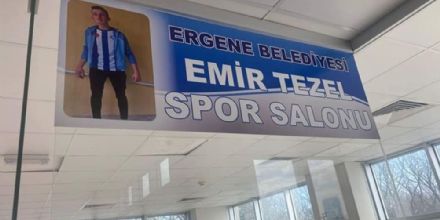 ERGENE BELEDİYESİ
EMİR TEZEL
SPOR SALONU